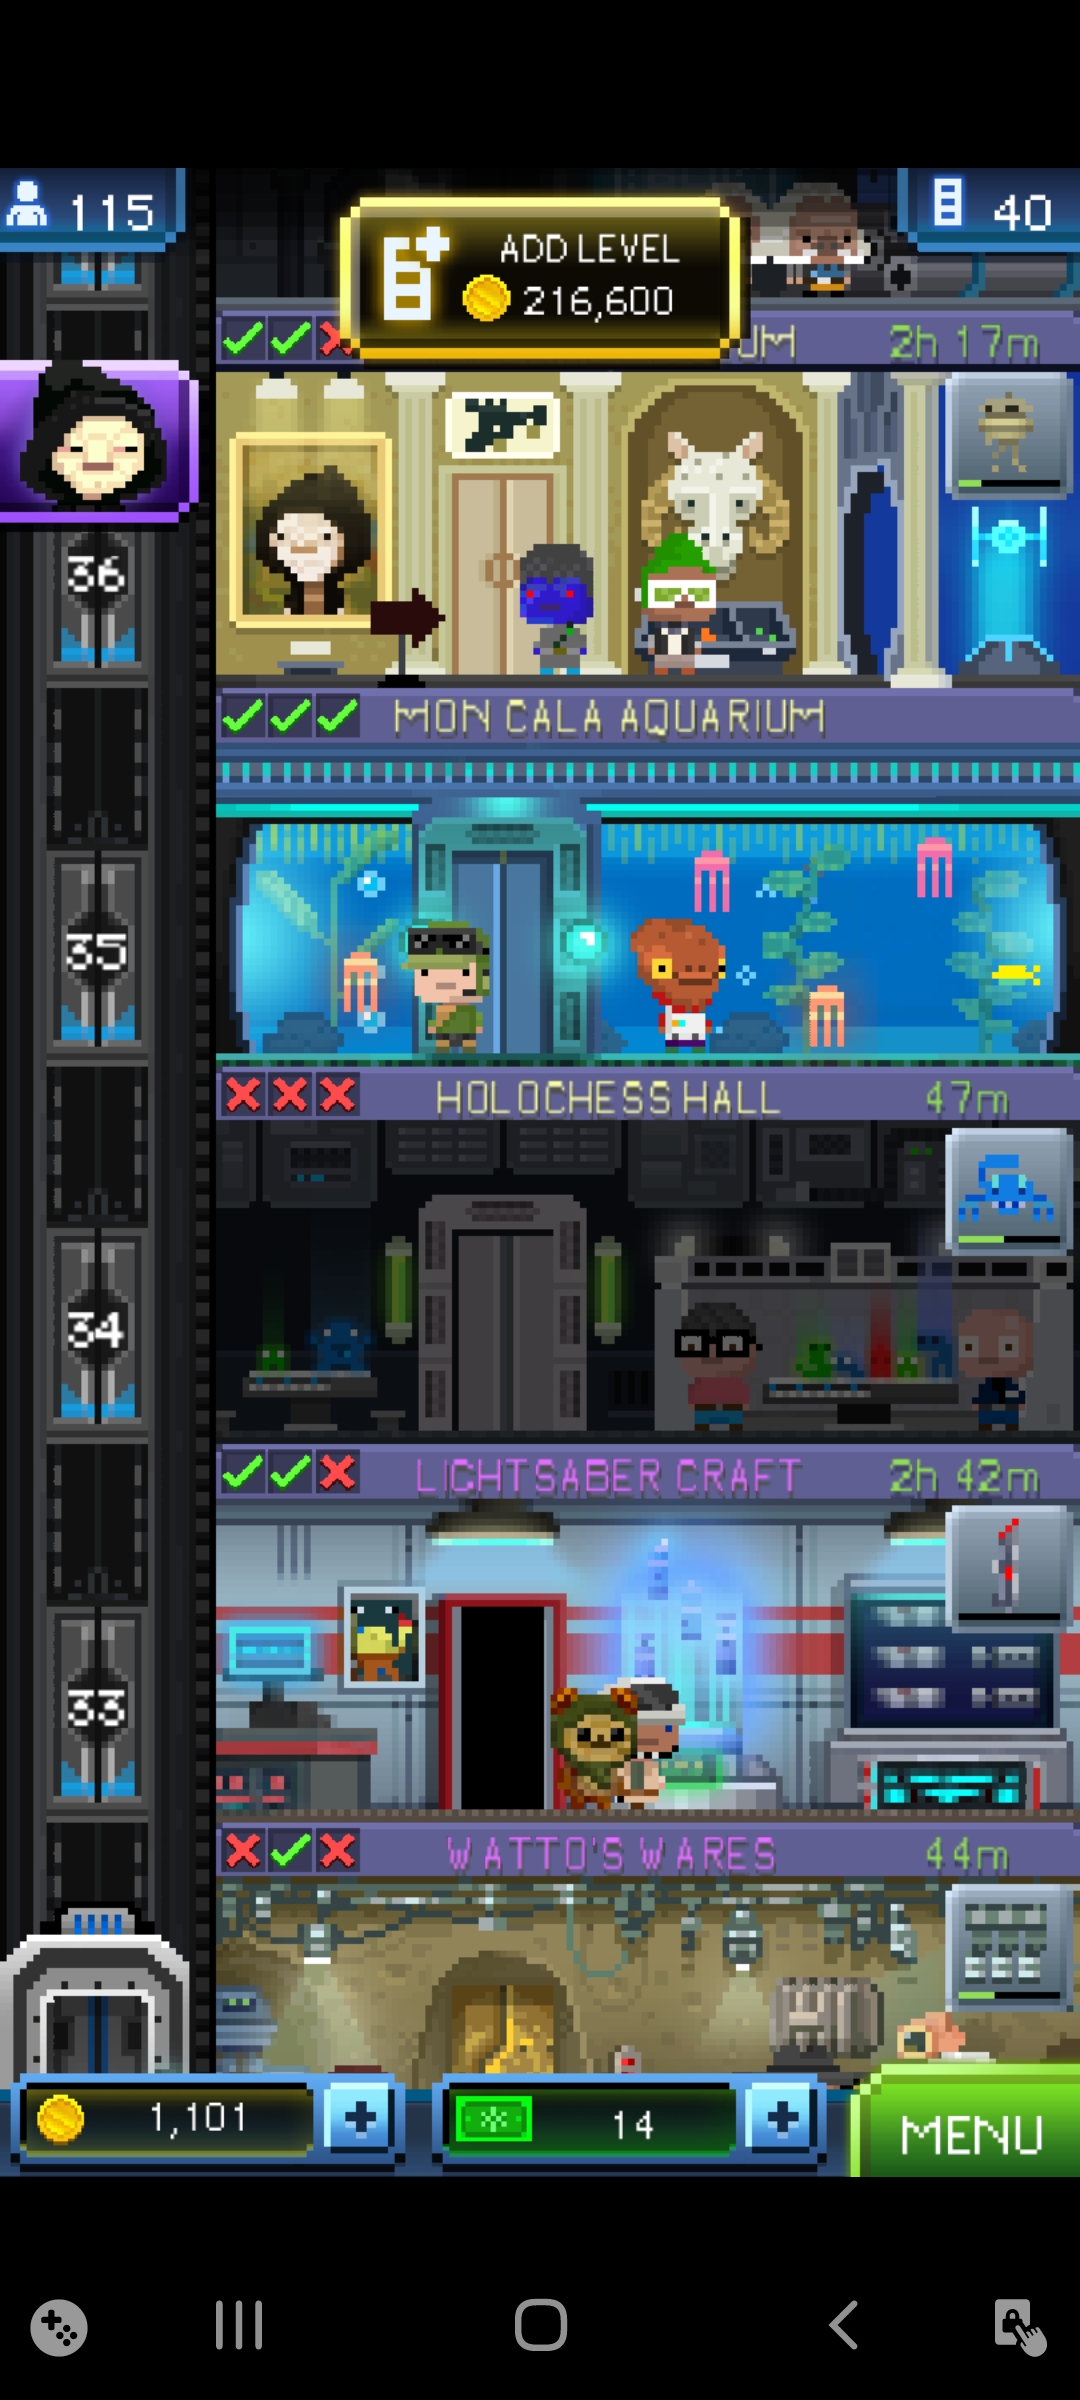 115
ADD LEVEL
216,600
40
UM 2h 17m
36
MON CALA AQUARIUM
35
HOLOCHESS HALL 47m
34
LIGHTSABER CRAFT 2h 42m
33
WATTO'S WARES 44m
1,101
14
MENU